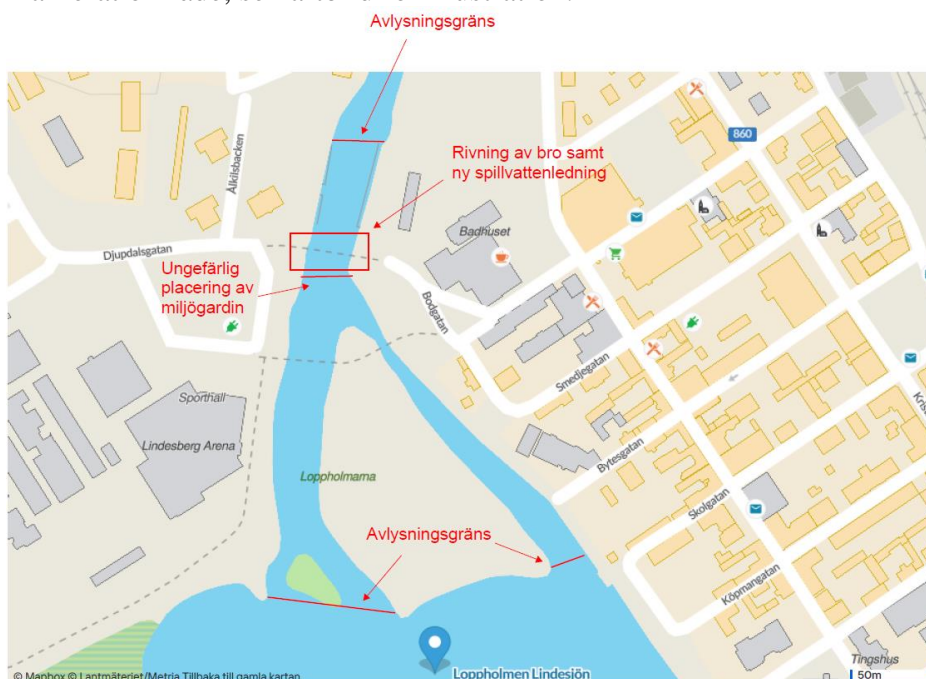 Avlysningsgräns
860
Rivning av bro samt
ny spillvattenledning
Alkilsbacken
Badhuset
Djupdalsgatan
Ungefärlig
placering av
miljögardin
Bodgatan
Smedjegatan
Sporthall
Lindesberg Arena
Bytesgatan
Loppholmarna
Skolgatan
Avlysningsgräns
Köpmangatan
Tingshus
Loppholmen Lindesjön
© Mapbox © Lantmäteriet/Metria Tillbaka till gamla kartan
50m